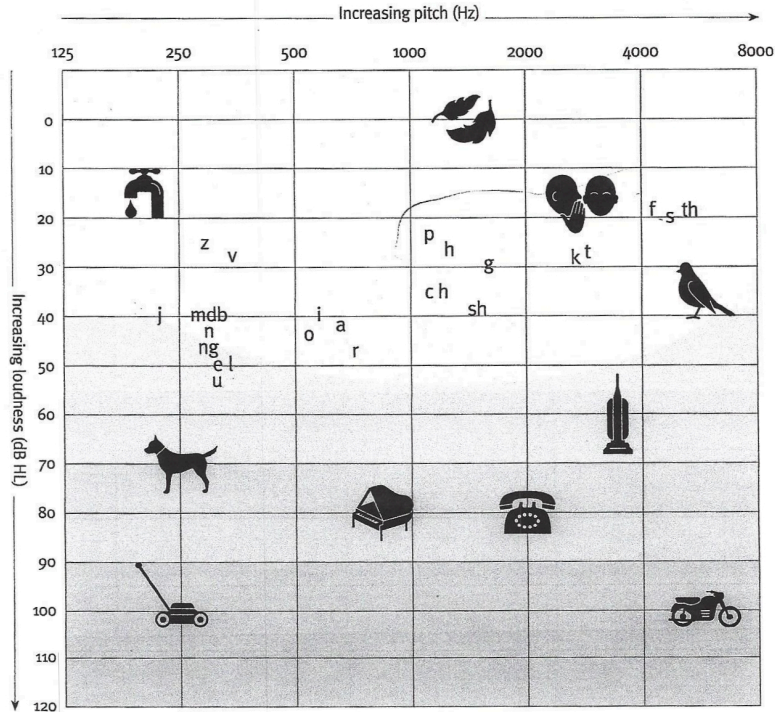 Increasing pitch (Hz)
125 250 500 1000 2000 4000 8000
Increasing loudness (dB HL)
0
10
20
f s th
z
v
p
h
k t
30
g
ch
sh
40
j
mdb
i
a
n
o
ng
r
50
e l
u
60
70
80
90
100
110
120